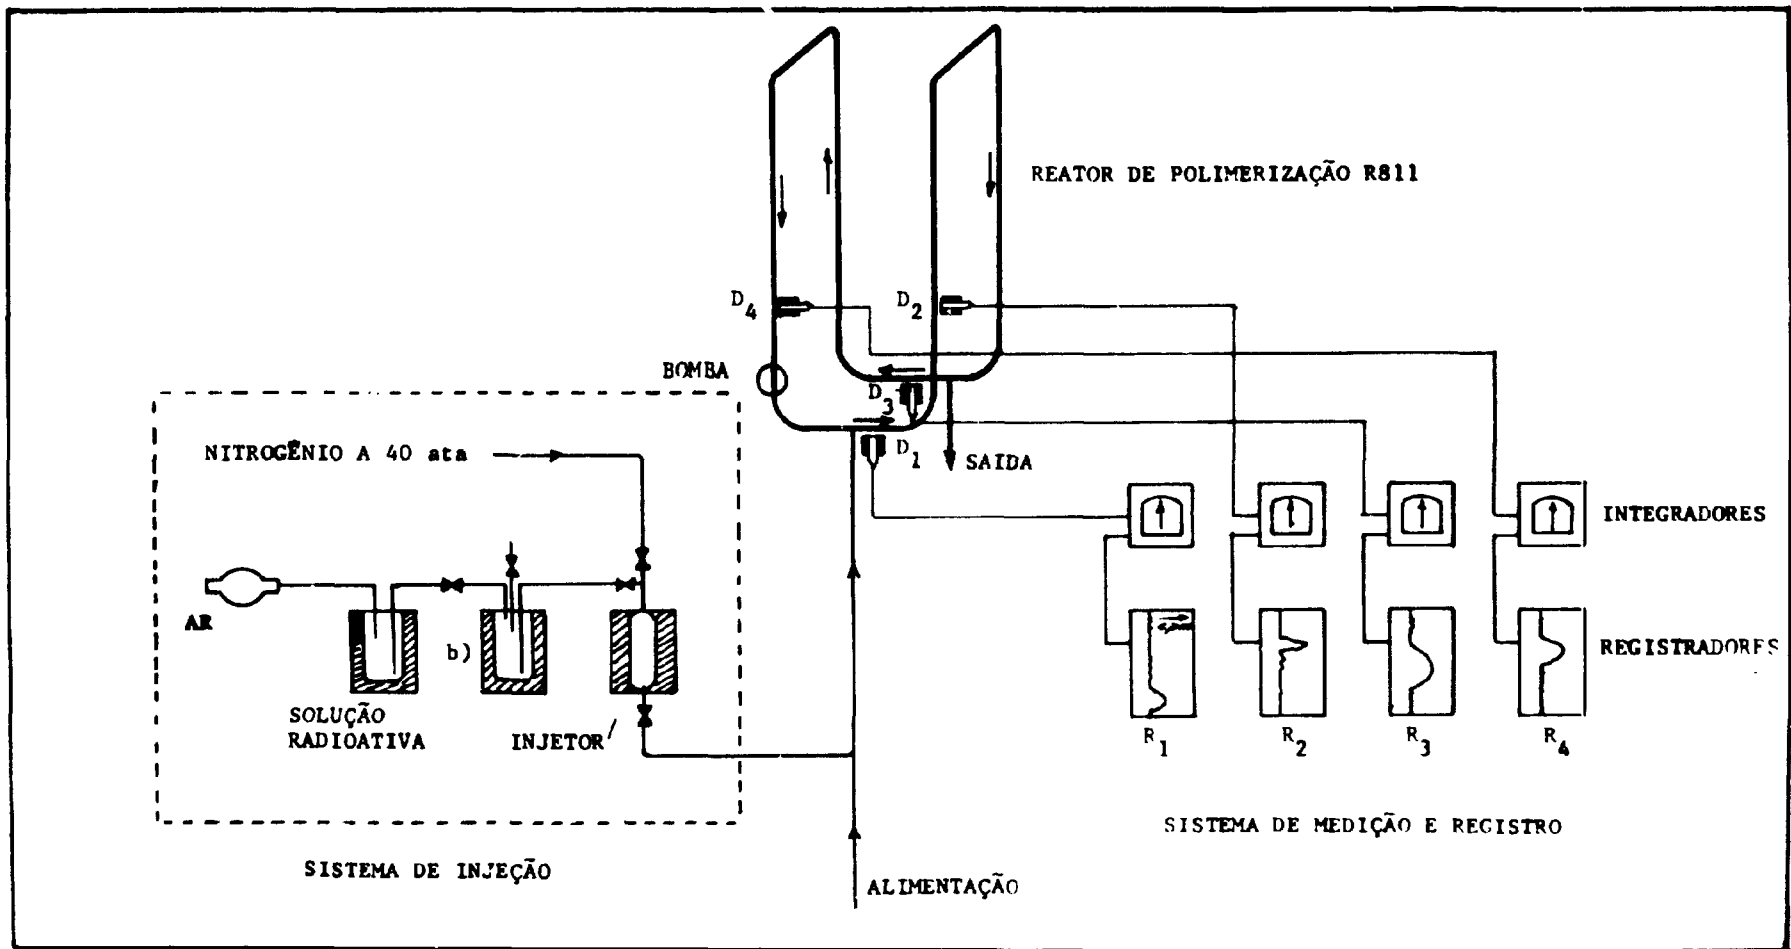 REATOR DE POLIMERIZAÇÃO R811
D4
D2
BOMBA
D3
D1
SAIDA
NITROGÊNIO A 40 ata
INTEGRADORES
AR
b)
REGISTRADORES
SOLUÇÃO
RADIOATIVA
INJETOR
R1
R2
R3
R4
SISTEMA DE MEDIÇÃO E REGISTRO
SISTEMA DE INJEÇÃO
ALIMENTAÇÃO